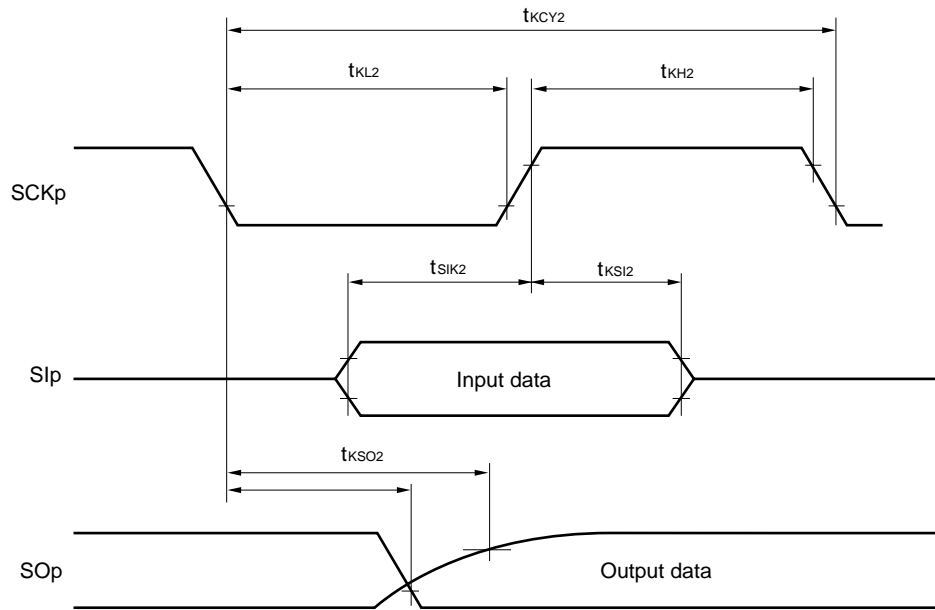 tKCY2
tKL2
tKH2
SCKp
tSIK2
tKSI2
SIp
Input data
tKSO2
SOp
Output data